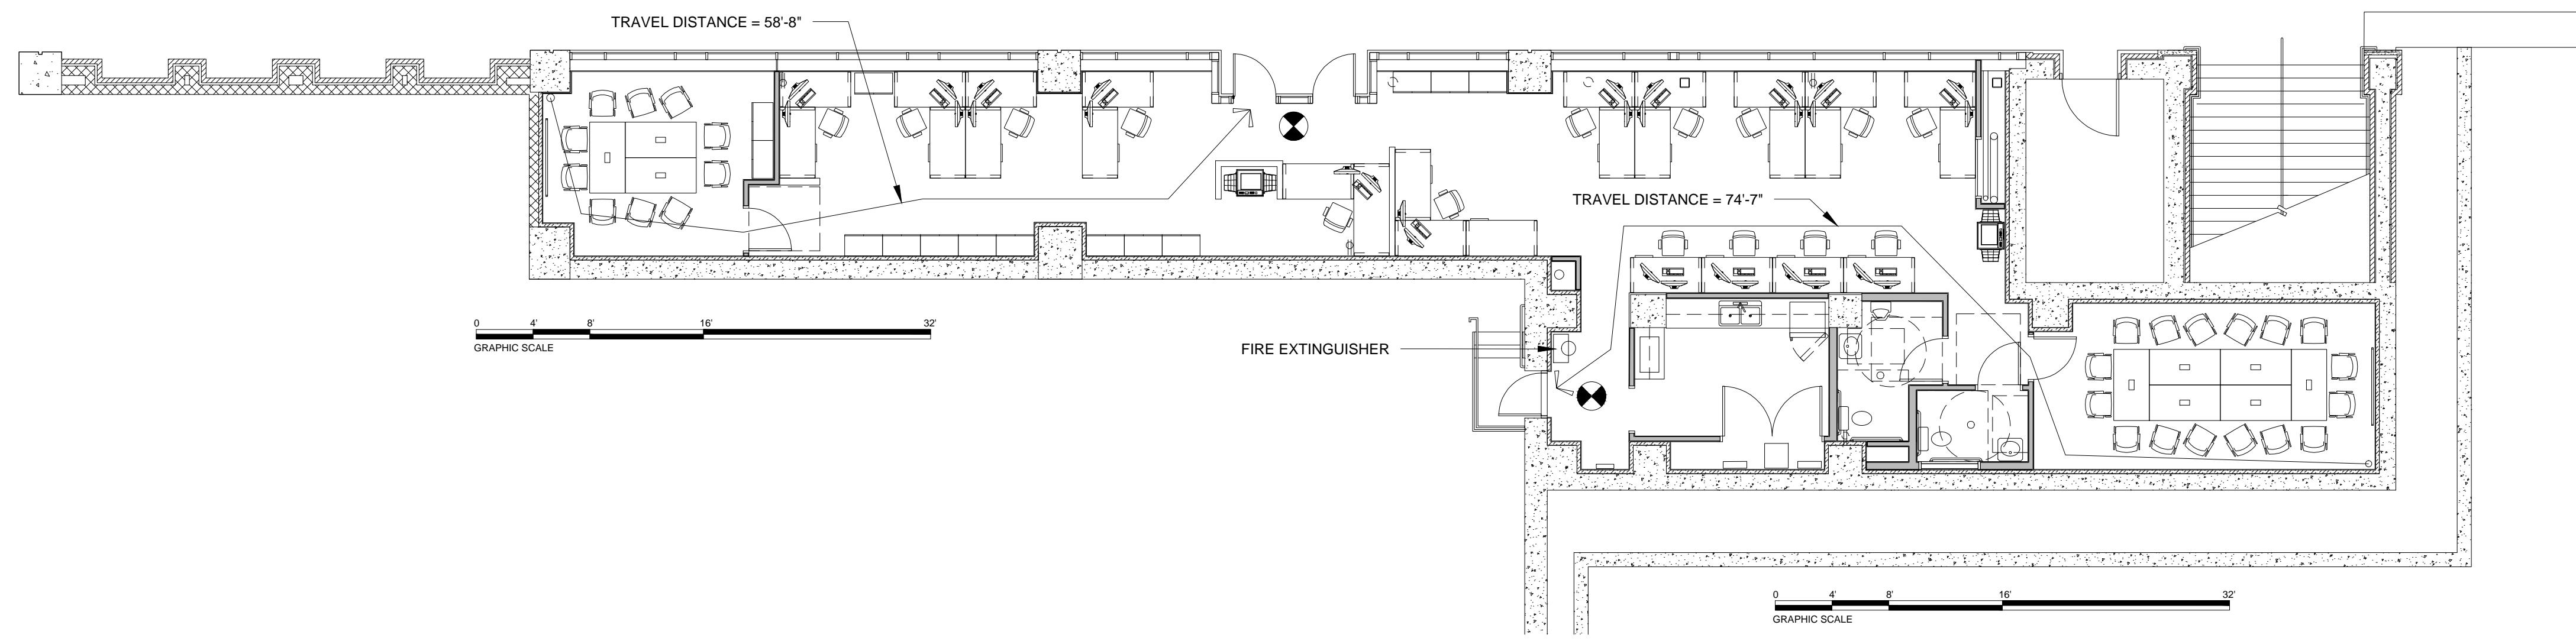 TRAVEL DISTANCE = 58'-8"
TRAVEL DISTANCE = 74'-7"
0 4' 8' 16' 32'
GRAPHIC SCALE
FIRE EXTINGUISHER
0 4' 8' 16' 32'
GRAPHIC SCALE